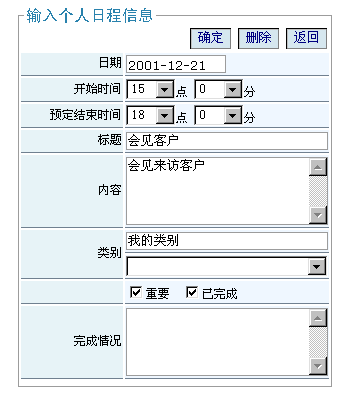 输入个人日程信息
确定 删除 返回
日期 2001-12-21
开始时间 15 点 0 分
预定结束时间 18 点 0 分
标题 会见客户
内容 会见来访客户
类别 我的类别
重要 已完成
完成情况